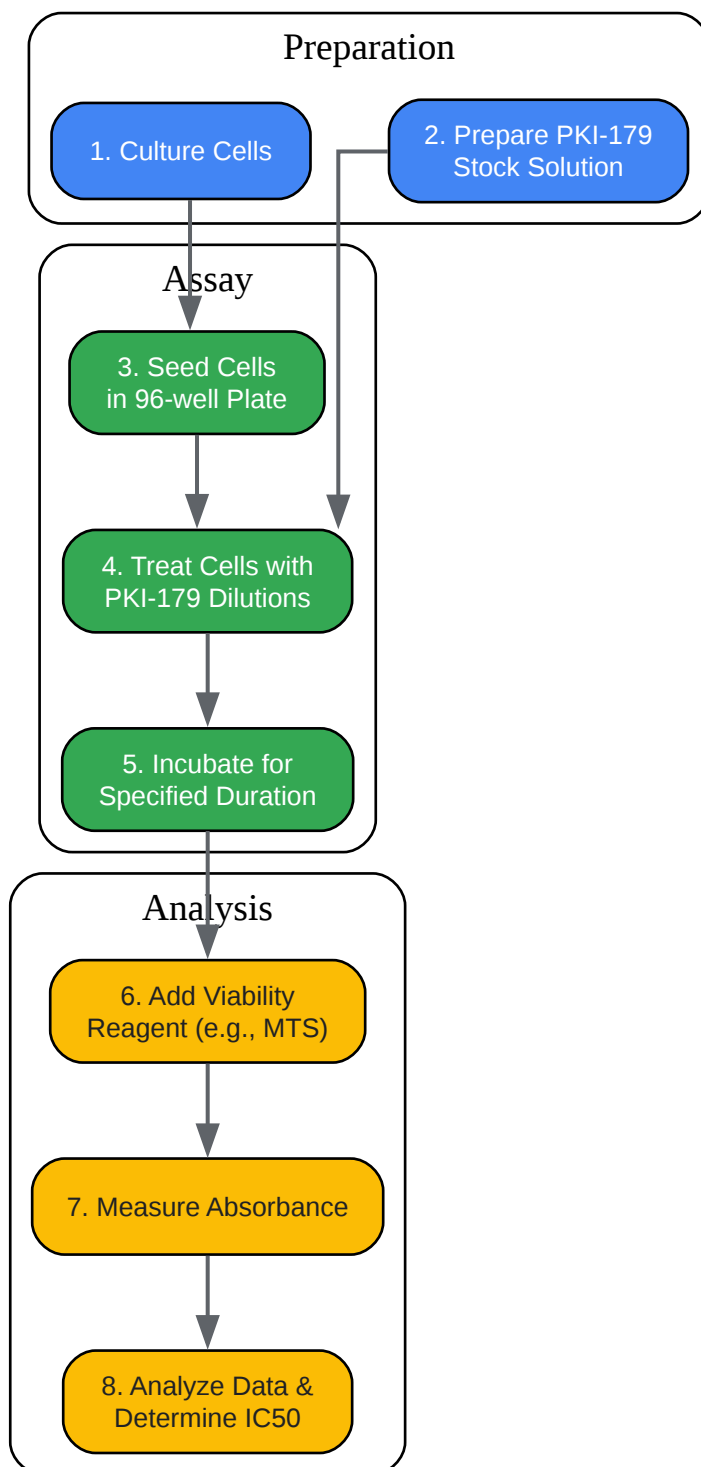 Preparation
1. Culture Cells
2. Prepare PKI-179
Stock Solution
Assay
3. Seed Cells
in 96-well Plate
4. Treat Cells with
PKI-179 Dilutions
5. Incubate for
Specified Duration
Analysis
6. Add Viability
Reagent (e.g., MTS)
7. Measure Absorbance
8. Analyze Data &
Determine IC50